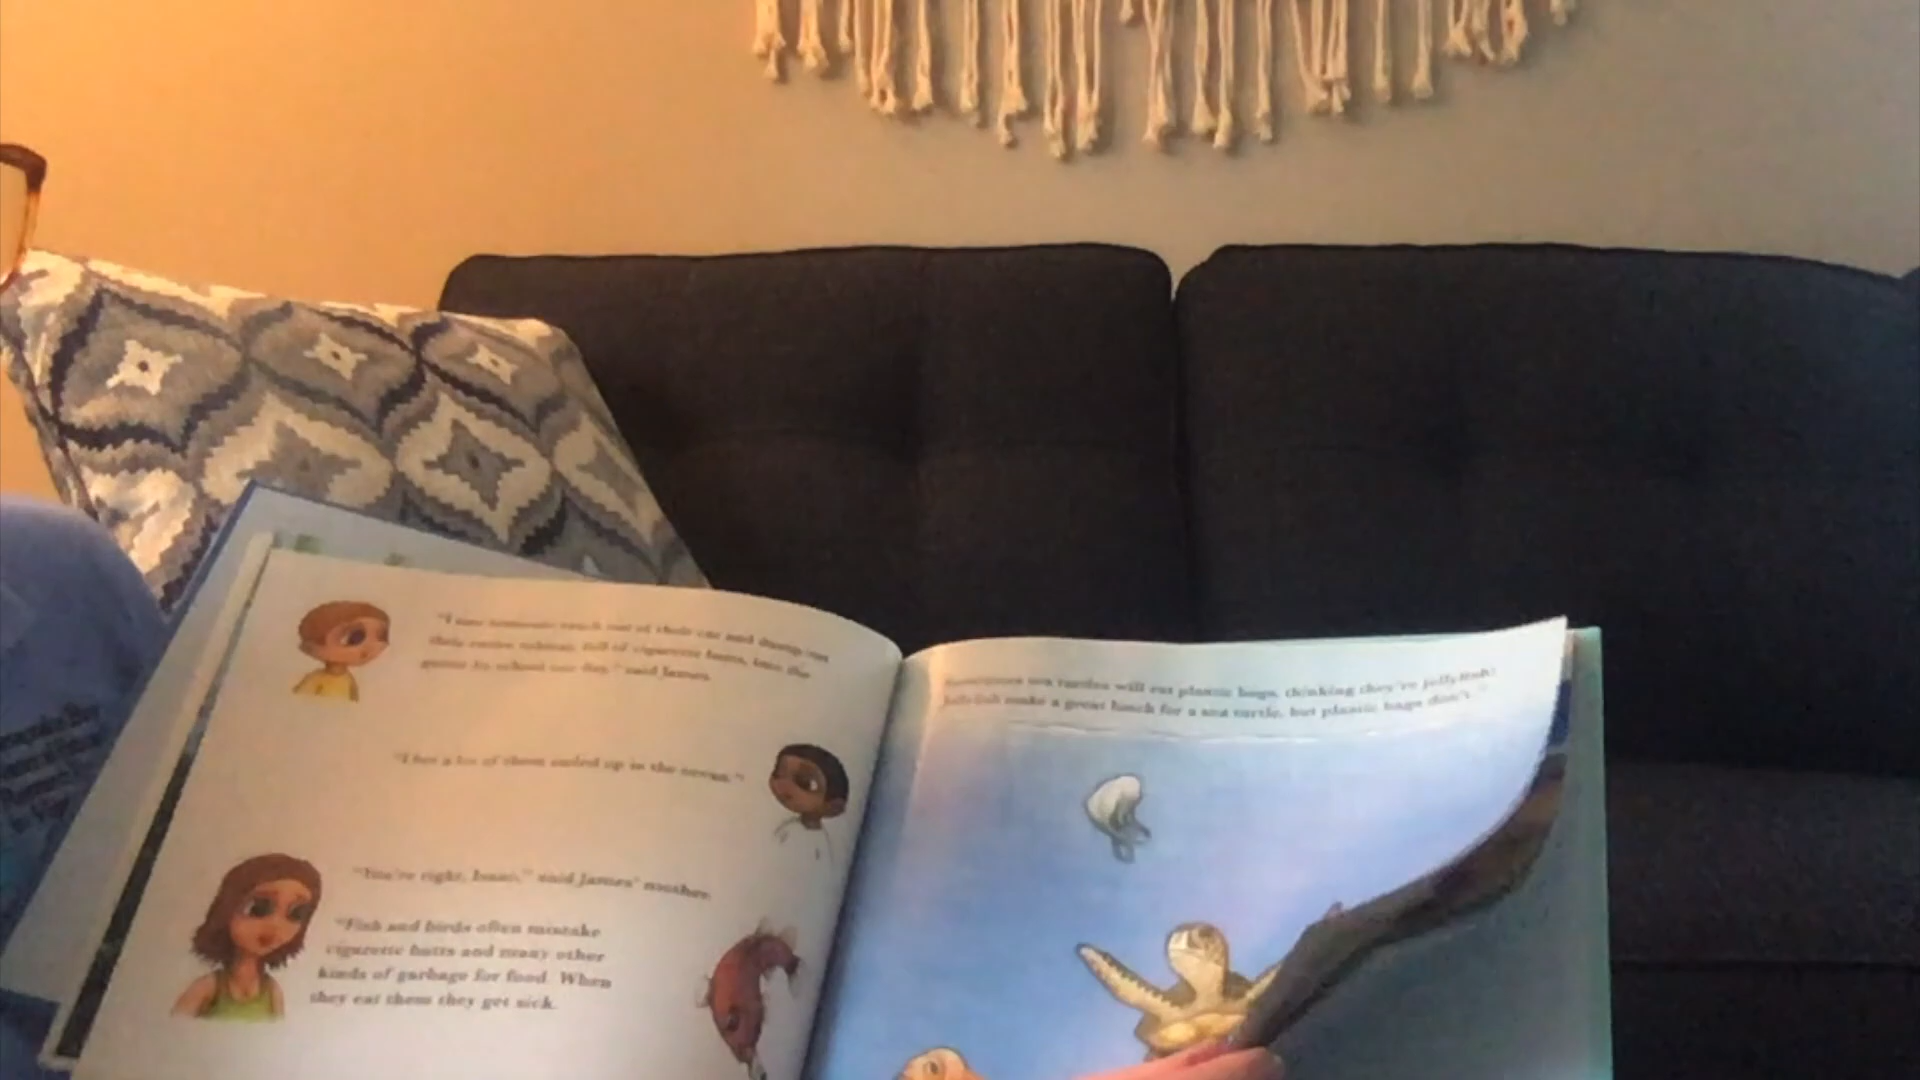 "I saw someone reach out of their car and dump out
their entire ashtray, full of cigarette butts, into the
gutter by school one day," said James.
"I bet a lot of them ended up in the ocean."
"You're right, Isaac," said James' mother.
"Fish and birds often mistake
cigarette butts and many other
kinds of garbage for food. When
they eat them they get sick.
Sometimes sea turtles will eat plastic bags, thinking they're jellyfish!
Jellyfish make a great lunch for a sea turtle, but plastic bags don't."